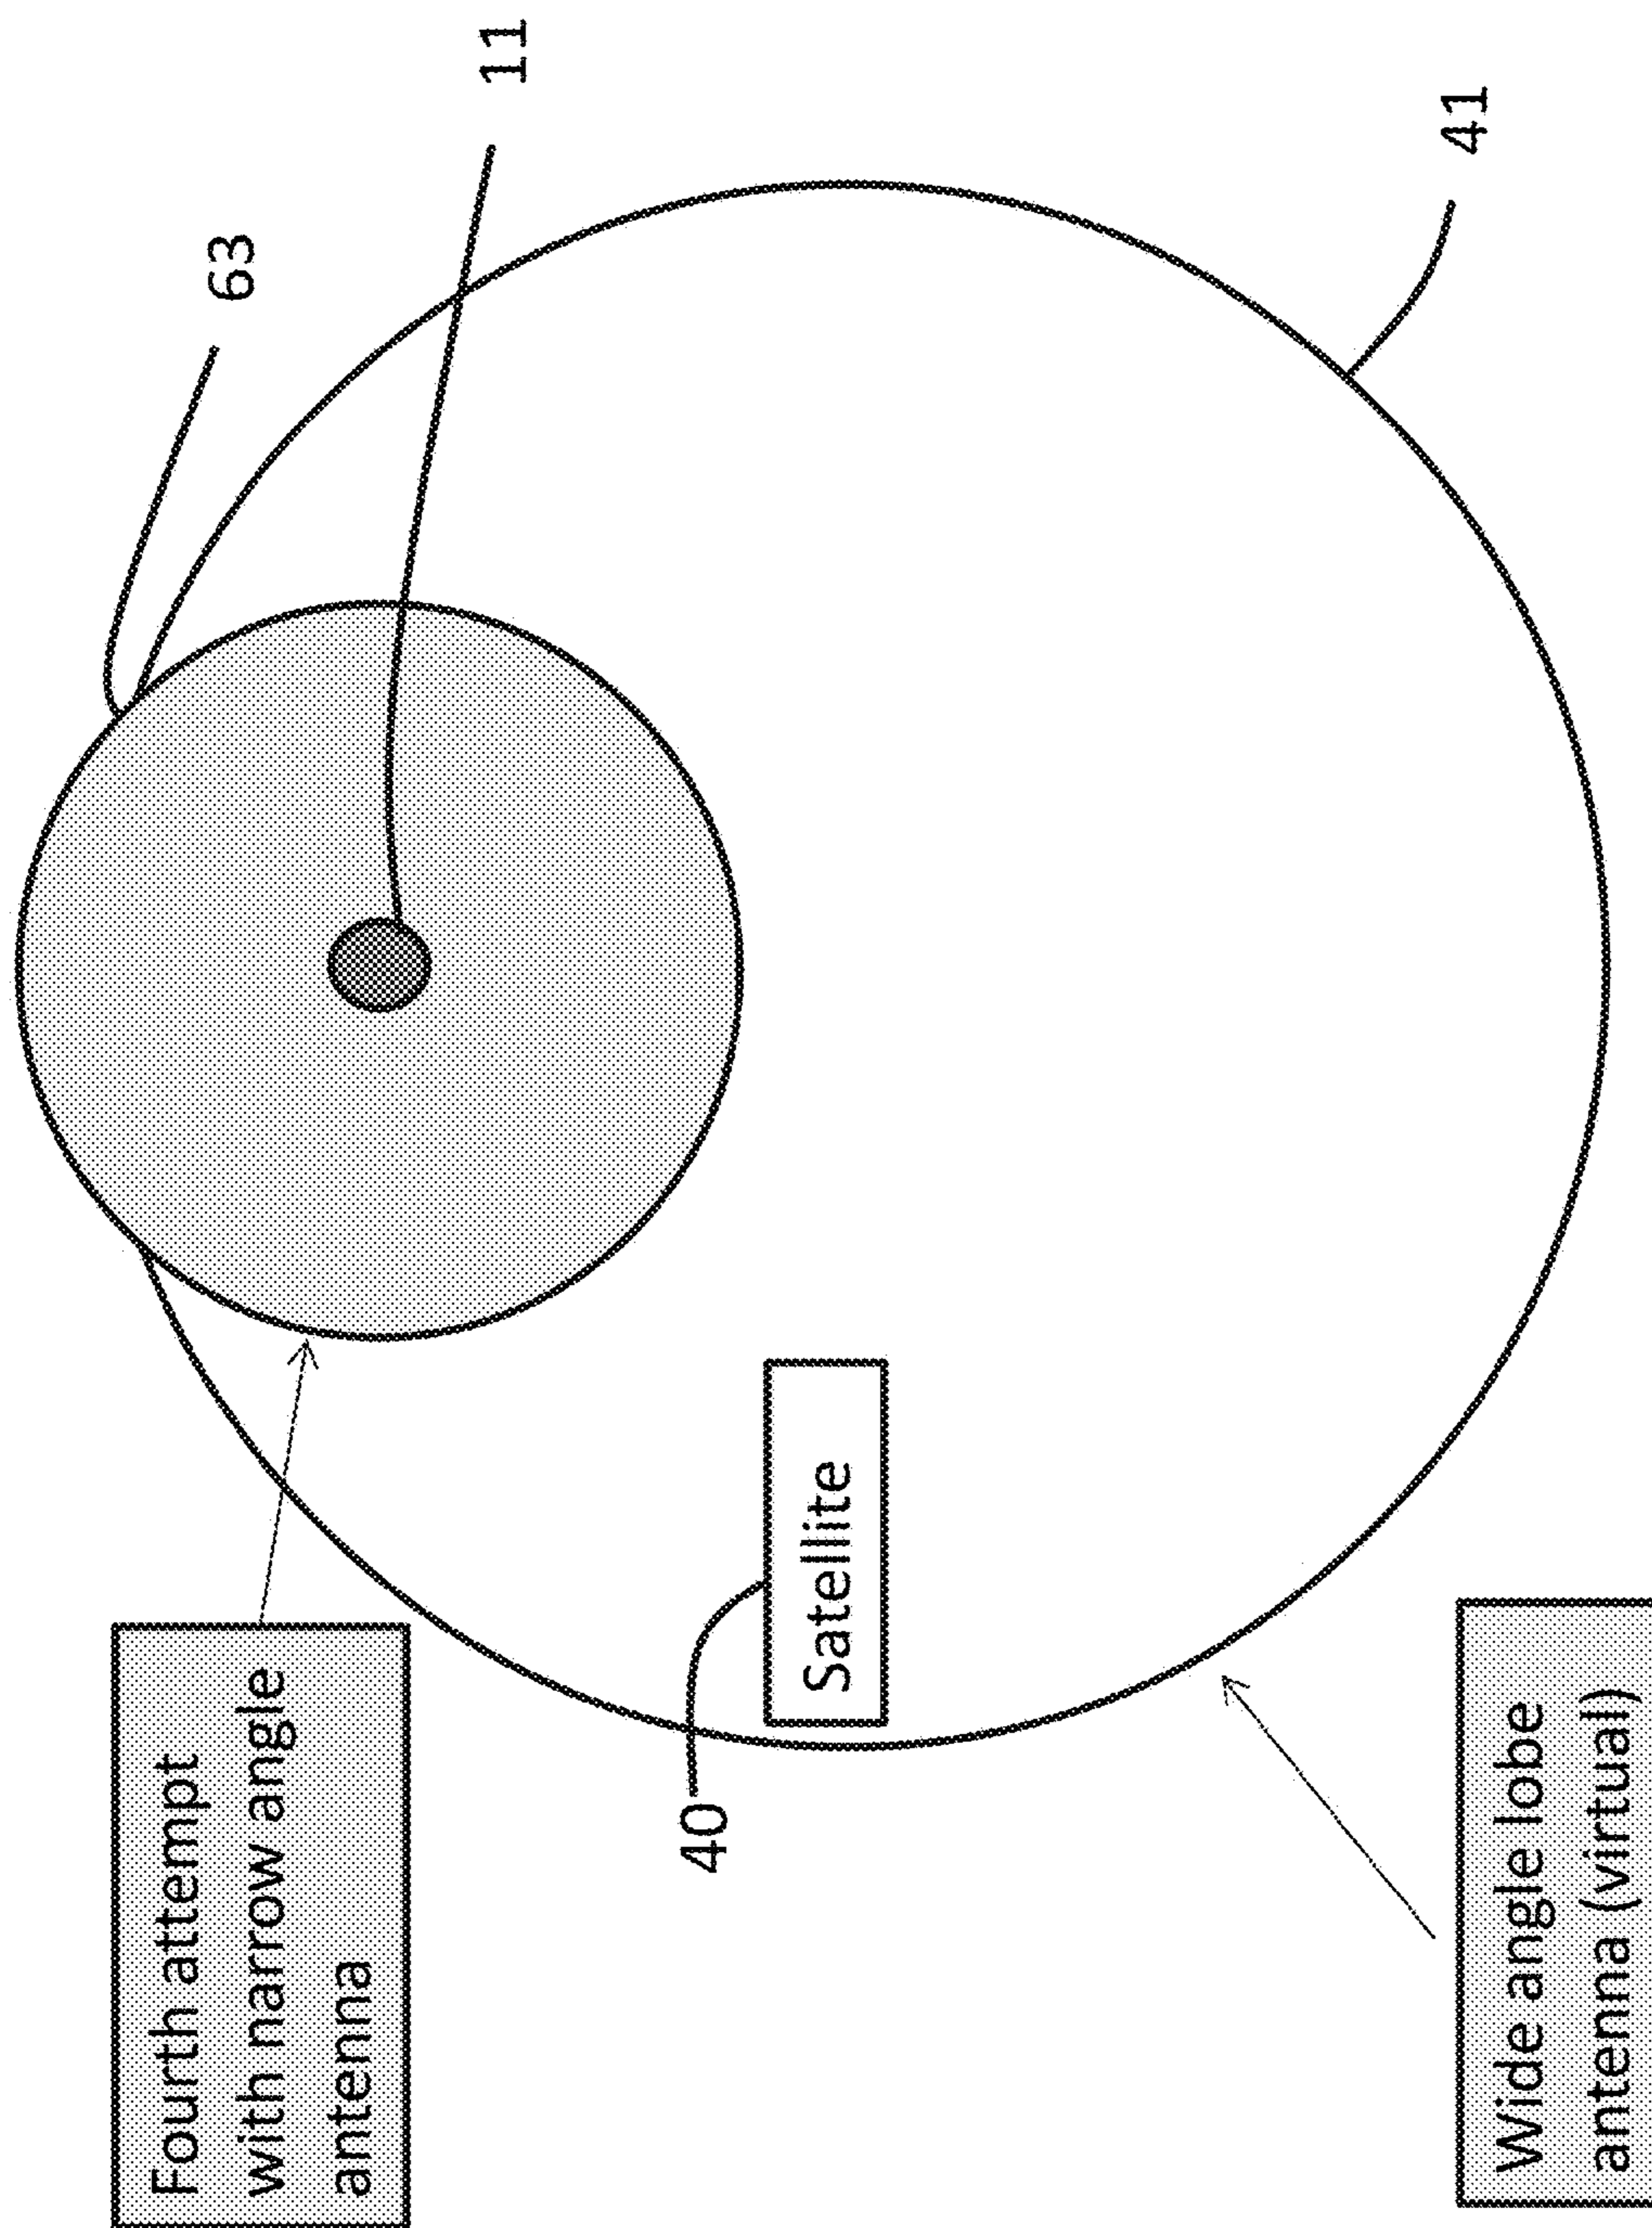 Fourth attempt
with narrow angle
antenna
63
11
40
Satellite
41
Wide angle lobe
antenna (virtual)